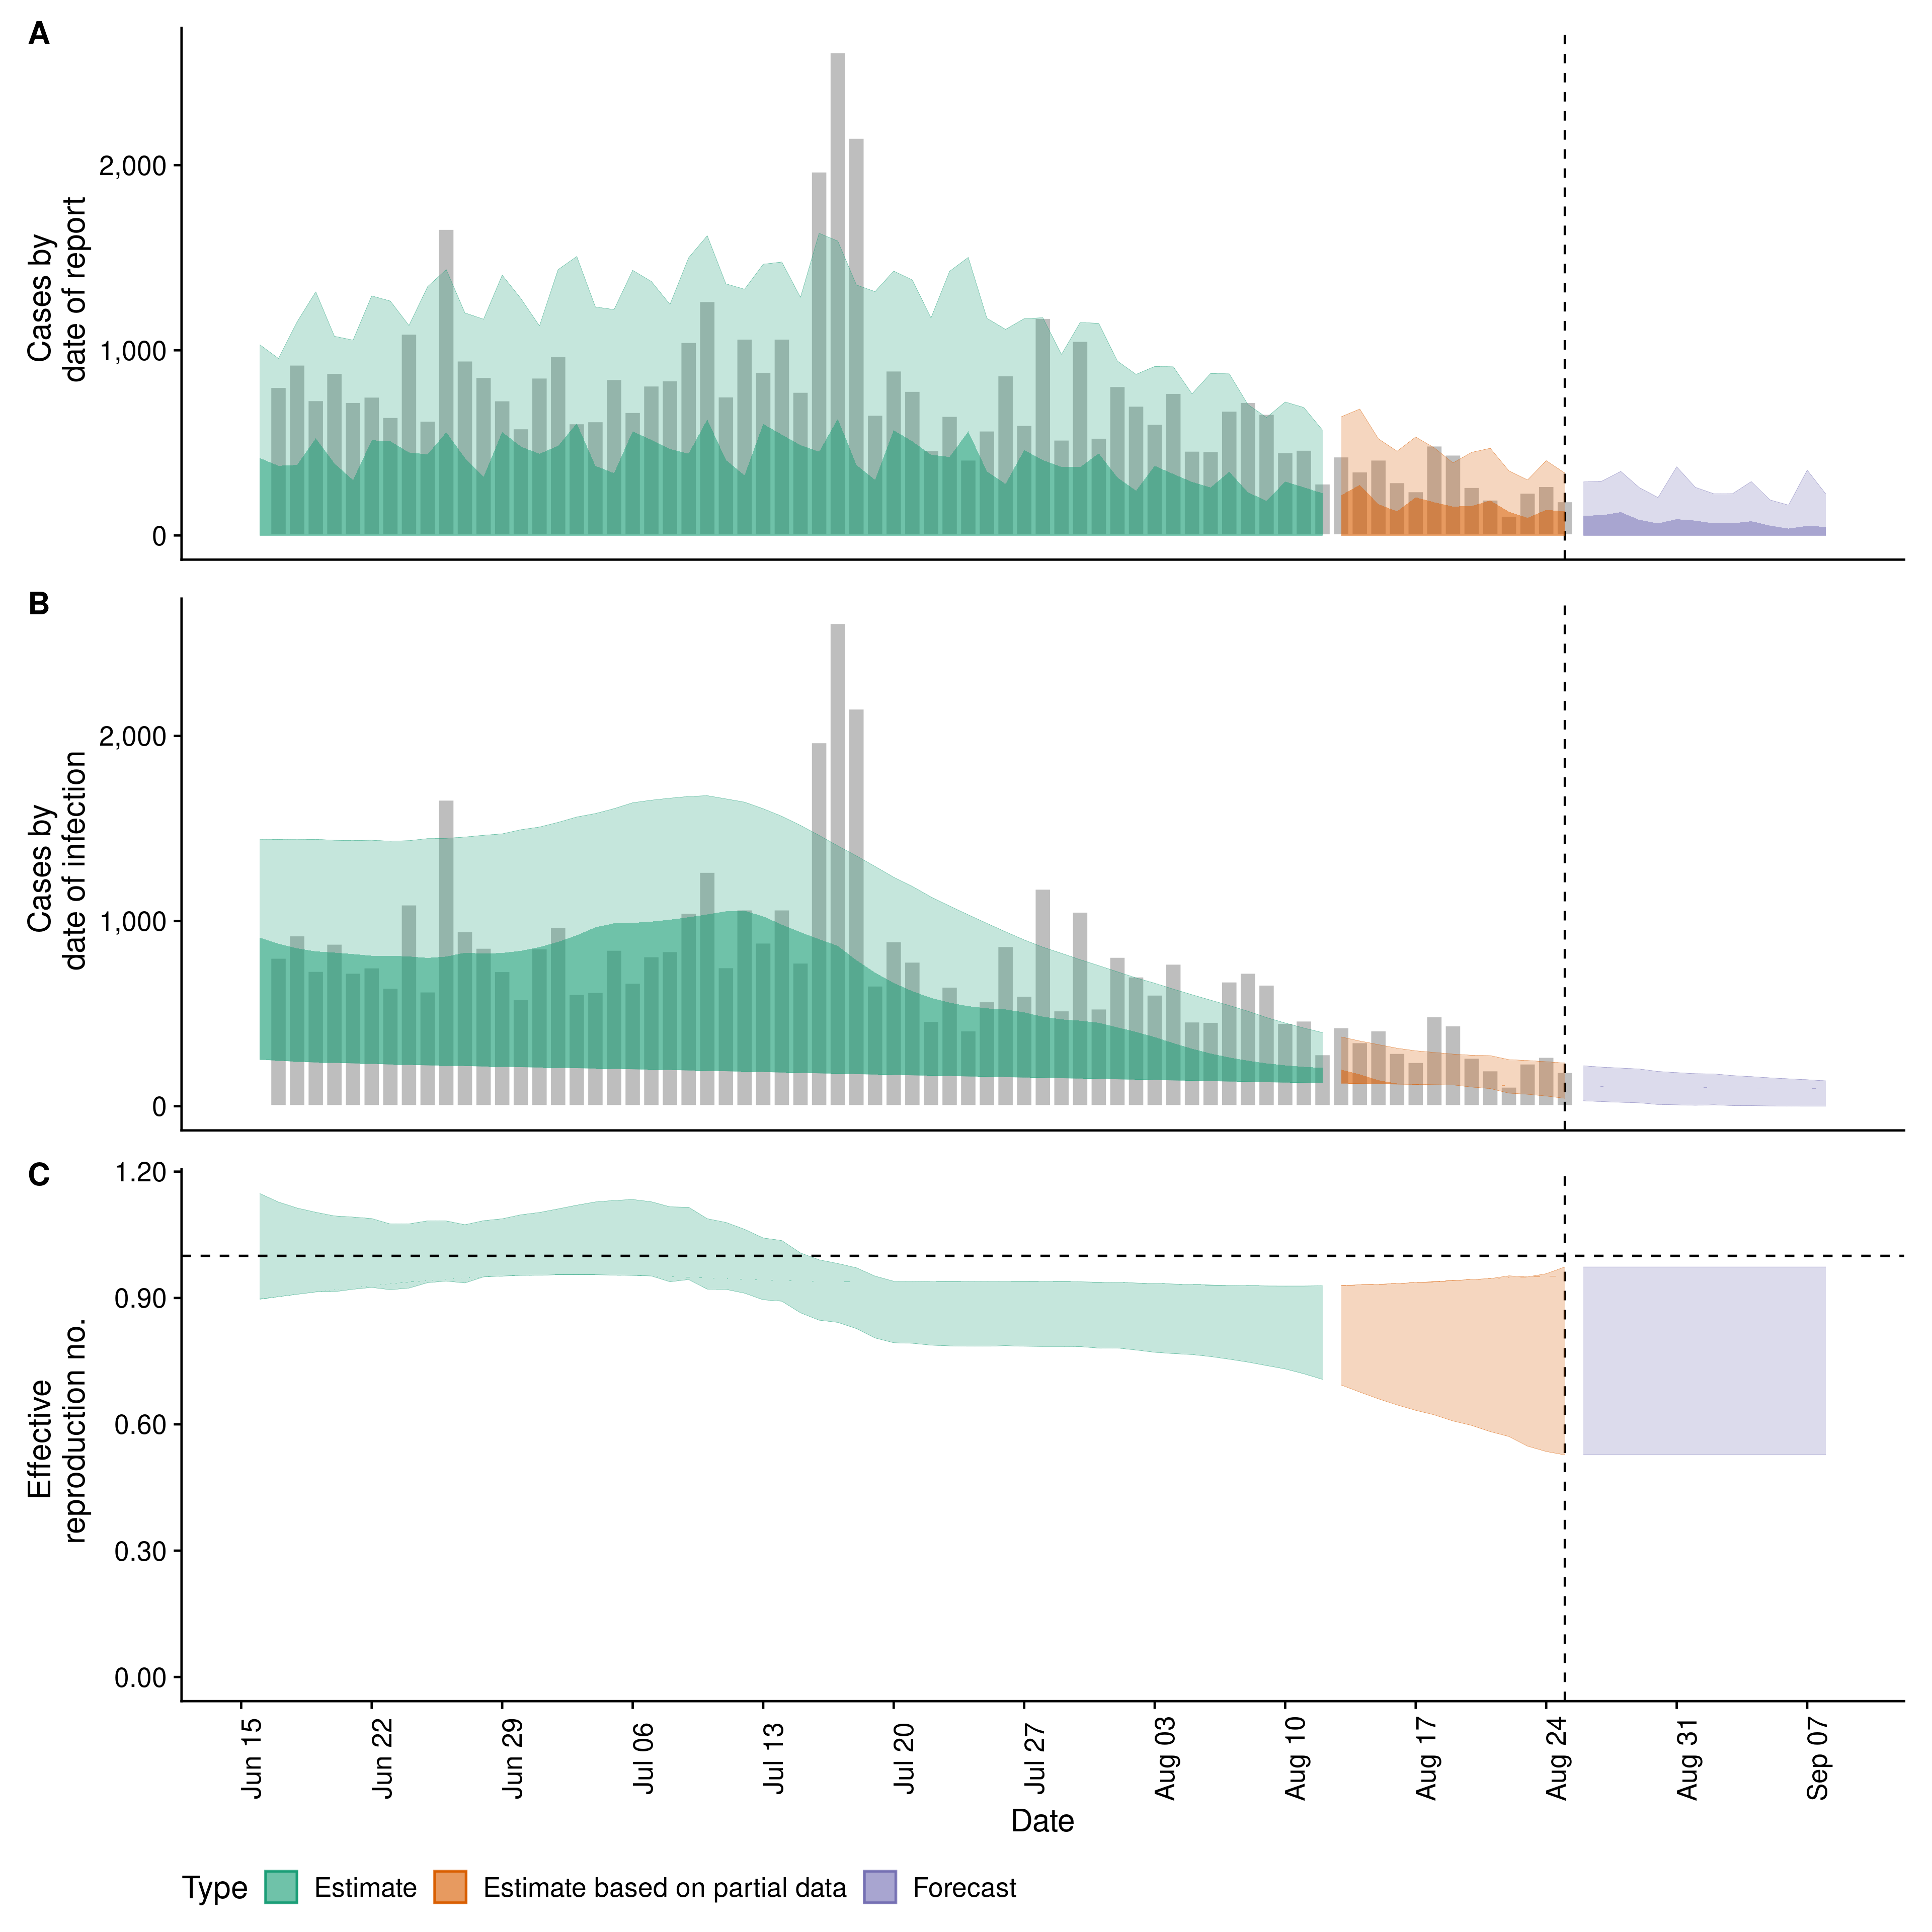 A
Cases by
date of report
2,000
1,000
0
B
Cases by
date of infection
2,000
1,000
0
C
Effective
reproduction no.
1.20
0.90
0.60
0.30
0.00
Jun 15
Jun 22
Jun 29
Jul 06
Jul 13
Jul 20
Jul 27
Aug 03
Aug 10
Aug 17
Aug 24
Aug 31
Sep 07
Date
Type Estimate Estimate based on partial data Forecast